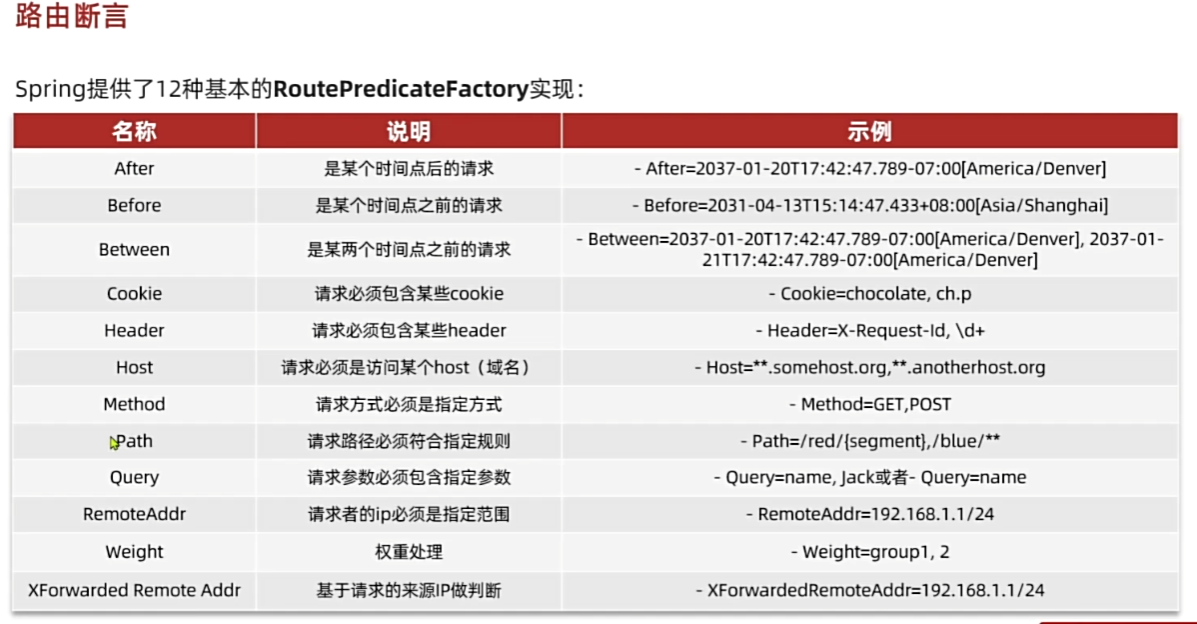 路由断言
Spring提供了12种基本的RoutePredicateFactory实现：
名称 说明 示例
After 是某个时间点后的请求 - After=2037-01-20T17:42:47.789-07:00[America/Denver]
Before 是某个时间点之前的请求 - Before=2031-04-13T15:14:47.433+08:00[Asia/Shanghai]
Between 是某两个时间点之前的请求 - Between=2037-01-20T17:42:47.789-07:00[America/Denver], 2037-01-
21T17:42:47.789-07:00[America/Denver]
Cookie 请求必须包含某些cookie - Cookie=chocolate, ch.p
Header 请求必须包含某些header - Header=X-Request-Id, \d+
Host 请求必须是访问某个host（域名） - Host=**.somehost.org,**.anotherhost.org
Method 请求方式必须是指定方式 - Method=GET,POST
Path 请求路径必须符合指定规则 - Path=/red/{segment},/blue/**
Query 请求参数必须包含指定参数 - Query=name, Jack或者- Query=name
RemoteAddr 请求者的ip必须是指定范围 - RemoteAddr=192.168.1.1/24
Weight 权重处理 - Weight=group1, 2
XForwarded Remote Addr 基于请求的来源IP做判断 - XForwardedRemoteAddr=192.168.1.1/24